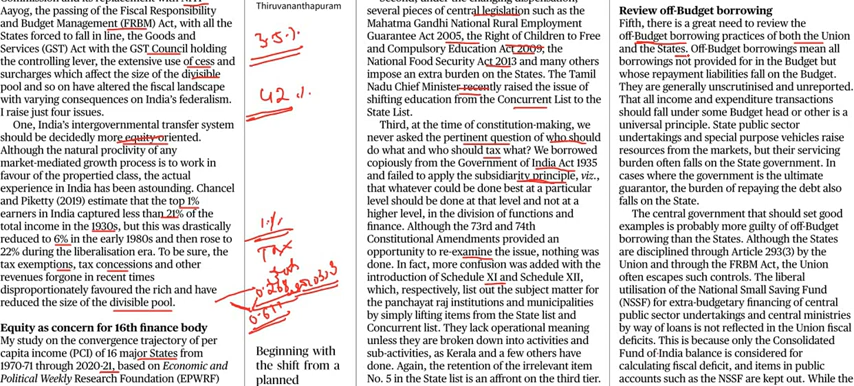 Aayog, the passing of the Fiscal Responsibility
and Budget Management (FRBM) Act, with all the
States forced to fall in line, the Goods and
Services (GST) Act with the GST Council holding
the controlling lever, the extensive use of cess and
surcharges which affect the size of the divisible
pool and so on have altered the fiscal landscape
with varying consequences on India's federalism.
I raise just four issues.
One, India's intergovernmental transfer system
should be decidedly more equity-oriented.
Although the natural proclivity of any
market-mediated growth process is to work in
favour of the propertied class, the actual
experience in India has been astounding. Chancel
and Piketty (2019) estimate that the top 1%
earners in India captured less than 21% of the
total income in the 1930s, but this was drastically
reduced to 6% in the early 1980s and then rose to
22% during the liberalisation era. To be sure, the
tax exemptions, tax concessions and other
revenues forgone in recent times
disproportionately favoured the rich and have
reduced the size of the divisible pool.
Equity as concern for 16th finance body
My study on the convergence trajectory of per
capita income (PCI) of 16 major States from
1970-71 through 2020-21, based on Economic and
Political Weekly Research Foundation (EPWRF)
Thiruvananthapuram
35%
42%
1%
Tax
Beginning with
the shift from a
planned
several pieces of central legislation such as the
Mahatma Gandhi National Rural Employment
Guarantee Act 2005, the Right of Children to Free
and Compulsory Education Act 2009; the
National Food Security Act 2013 and many others
impose an extra burden on the States. The Tamil
Nadu Chief Minister recently raised the issue of
shifting education from the Concurrent List to the
State List.
Third, at the time of constitution-making, we
never asked the pertinent question of who should
do what and who should tax what? We borrowed
copiously from the Government of India Act 1935
and failed to apply the subsidiarity principle, viz.,
that whatever could be done best at a particular
level should be done at that level and not at a
higher level, in the division of functions and
finance. Although the 73rd and 74th
Constitutional Amendments provided an
opportunity to re-examine the issue, nothing was
done. In fact, more confusion was added with the
introduction of Schedule XI and Schedule XII,
which, respectively, list out the subject matter for
the panchayat raj institutions and municipalities
by simply lifting items from the State list and
Concurrent list. They lack operational meaning
unless they are broken down into activities and
sub-activities, as Kerala and a few others have
done. Again, the retention of the irrelevant item
No. 5 in the State list is an affront on the third tier.
Review off-Budget borrowing
Fifth, there is a great need to review the
off-Budget borrowing practices of both the Union
and the States. Off-Budget borrowings mean all
borrowings not provided for in the Budget but
whose repayment liabilities fall on the Budget.
They are generally unscrutinised and unreported.
That all income and expenditure transactions
should fall under some Budget head or other is a
universal principle. State public sector
undertakings and special purpose vehicles raise
resources from the markets, but their servicing
burden often falls on the State government. In
cases where the government is the ultimate
guarantor, the burden of repaying the debt also
falls on the State.
The central government that should set good
examples is probably more guilty of off-Budget
borrowing than the States. Although the States
are disciplined through Article 293(3) by the
Union and through the FRBM Act, the Union
often escapes such controls. The liberal
utilisation of the National Small Saving Fund
(NSSF) for extra-budgetary financing of central
public sector undertakings and central ministries
by way of loans is not reflected in the Union fiscal
deficits. This is because only the Consolidated
Fund of India balance is considered for
calculating fiscal deficit, and items in public
accounts such as the NSSF are kept out. While the